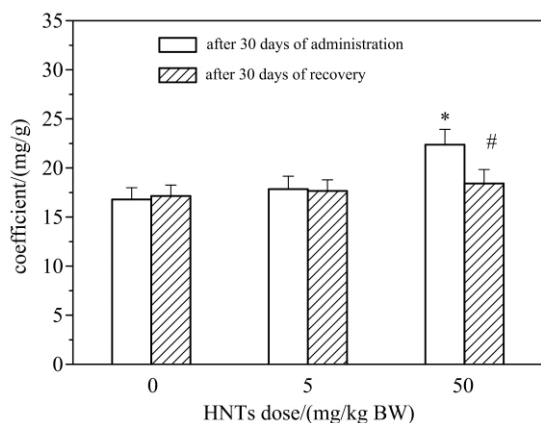 35
30
25
20
15
10
5
0
coefficient/(mg/g)
after 30 days of administration
after 30 days of recovery
*
#
0 5 50
HNTs dose/(mg/kg BW)